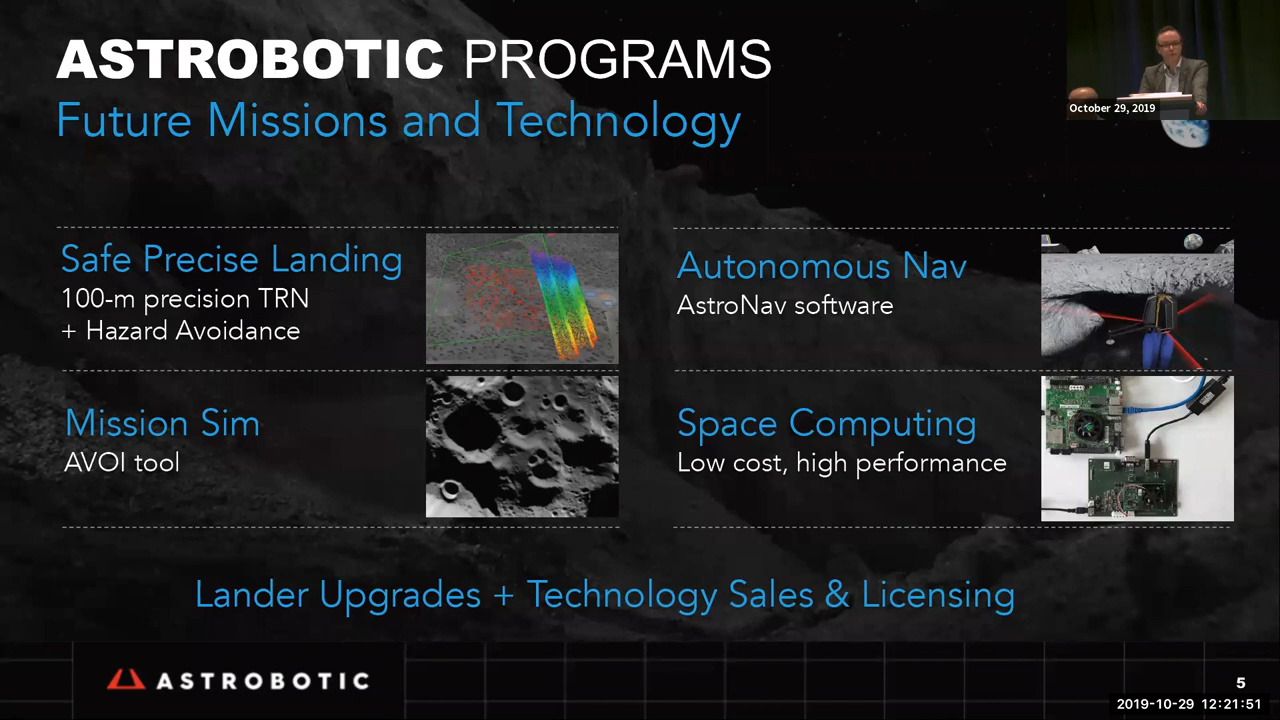 ASTROBOTIC PROGRAMS
Future Missions and Technology
October 29, 2019
Safe Precise Landing
100-m precision TRN
+ Hazard Avoidance
Autonomous Nav
AstroNav software
Mission Sim
AVOI tool
Space Computing
Low cost, high performance
Lander Upgrades + Technology Sales & Licensing
ASTROBOTIC
5
2019-10-29 12:21:51